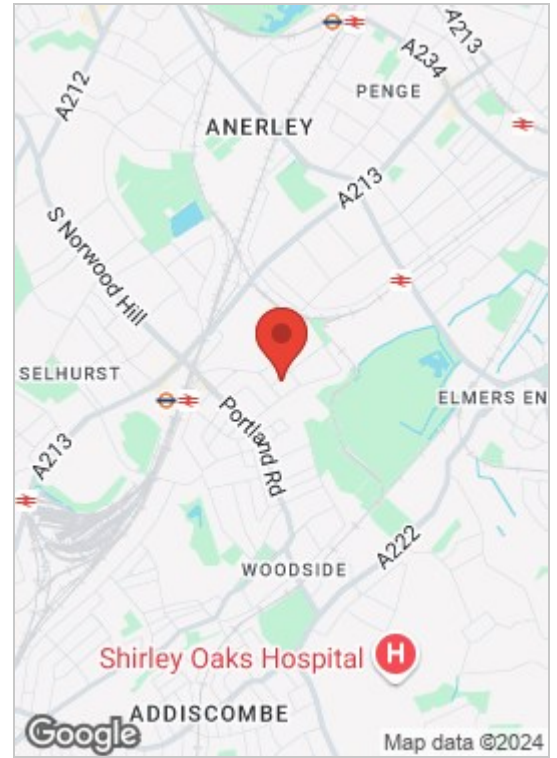 A213
A234
A212
PENGE
ANERLEY
A213
S Norwood Hill
SELHURST
ELMERS EN
Portland Rd
A213
A222
WOODSIDE
Shirley Oaks Hospital H
ADDISCOMBE
Google
Map data ©2024